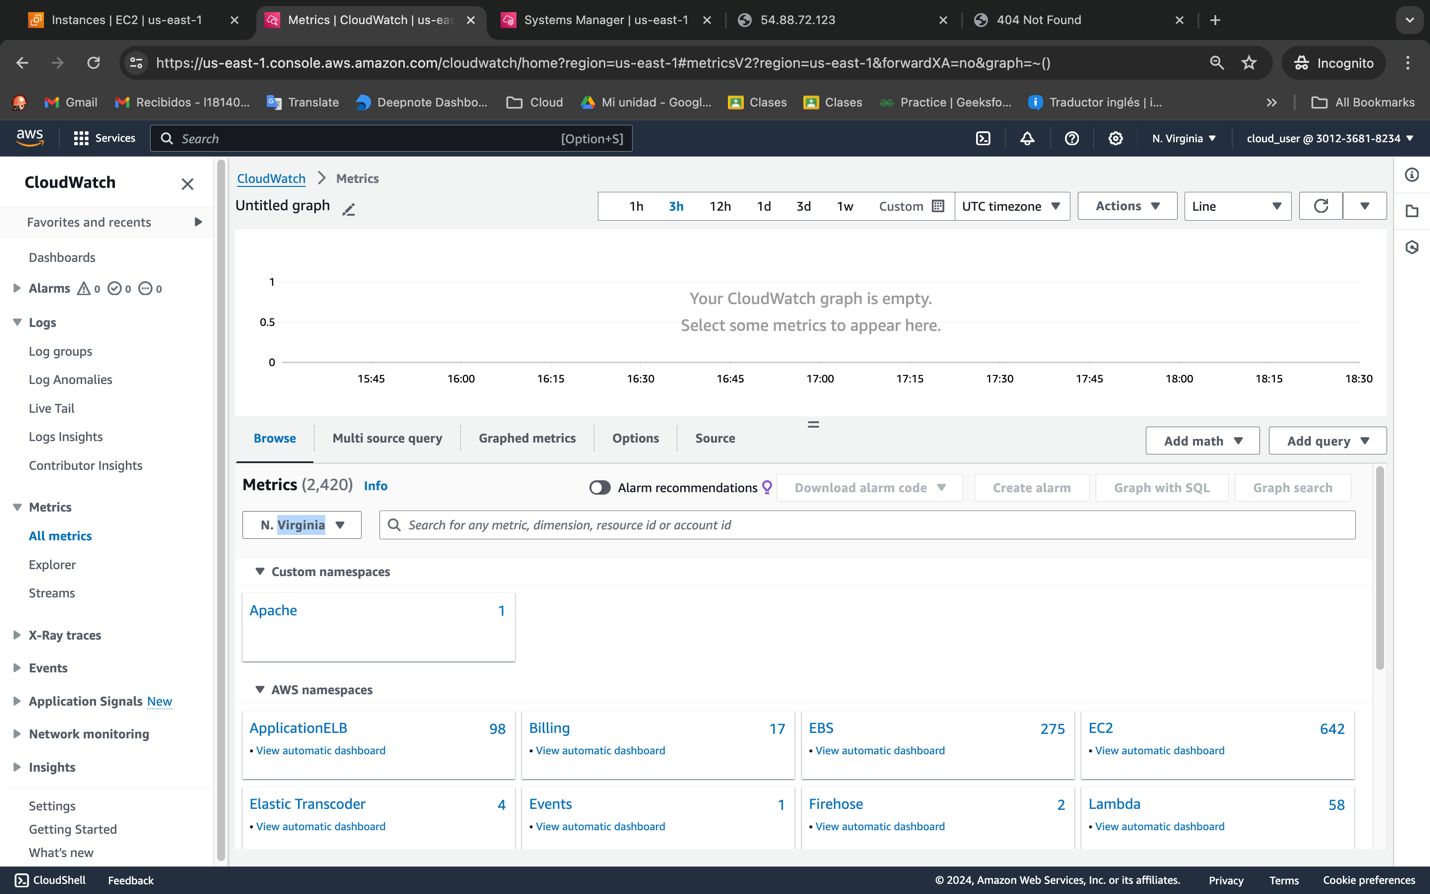 Instances | EC2 | us-east-1
Metrics | CloudWatch | us-eas
Systems Manager | us-east-1
54.88.72.123
404 Not Found
https://us-east-1.console.aws.amazon.com/cloudwatch/home?region=us-east-1#metricsV2?region=us-east-1&forwardXA=no&graph=~()
Incognito
Gmail
Recibidos - l18140...
Translate
Deepnote Dashbo...
Cloud
Mi unidad - Googl...
Clases
Clases
Practice | Geeksfo...
Traductor inglés | i...
All Bookmarks
aws
Services
Search
[Option+S]
N. Virginia
cloud_user @ 3012-3681-8234
CloudWatch
Favorites and recents
Dashboards
Alarms 0 0 0
Logs
Log groups
Log Anomalies
Live Tail
Logs Insights
Contributor Insights
Metrics
All metrics
Explorer
Streams
X-Ray traces
Events
Application Signals New
Network monitoring
Insights
Settings
Getting Started
What's new
CloudWatch > Metrics
Untitled graph
1h 3h 12h 1d 3d 1w Custom
UTC timezone
Actions
Line
1
0.5
0
Your CloudWatch graph is empty.
Select some metrics to appear here.
15:45 16:00 16:15 16:30 16:45 17:00 17:15 17:30 17:45 18:00 18:15 18:30
Browse
Multi source query
Graphed metrics
Options
Source
Add math
Add query
Metrics (2,420) Info
Alarm recommendations
Download alarm code
Create alarm
Graph with SQL
Graph search
N. Virginia
Search for any metric, dimension, resource id or account id
Custom namespaces
Apache 1
AWS namespaces
ApplicationELB 98
• View automatic dashboard
Billing 17
• View automatic dashboard
EBS 275
• View automatic dashboard
EC2 642
• View automatic dashboard
Elastic Transcoder 4
• View automatic dashboard
Events 1
• View automatic dashboard
Firehose 2
• View automatic dashboard
Lambda 58
• View automatic dashboard
CloudShell
Feedback
© 2024, Amazon Web Services, Inc. or its affiliates.
Privacy
Terms
Cookie preferences